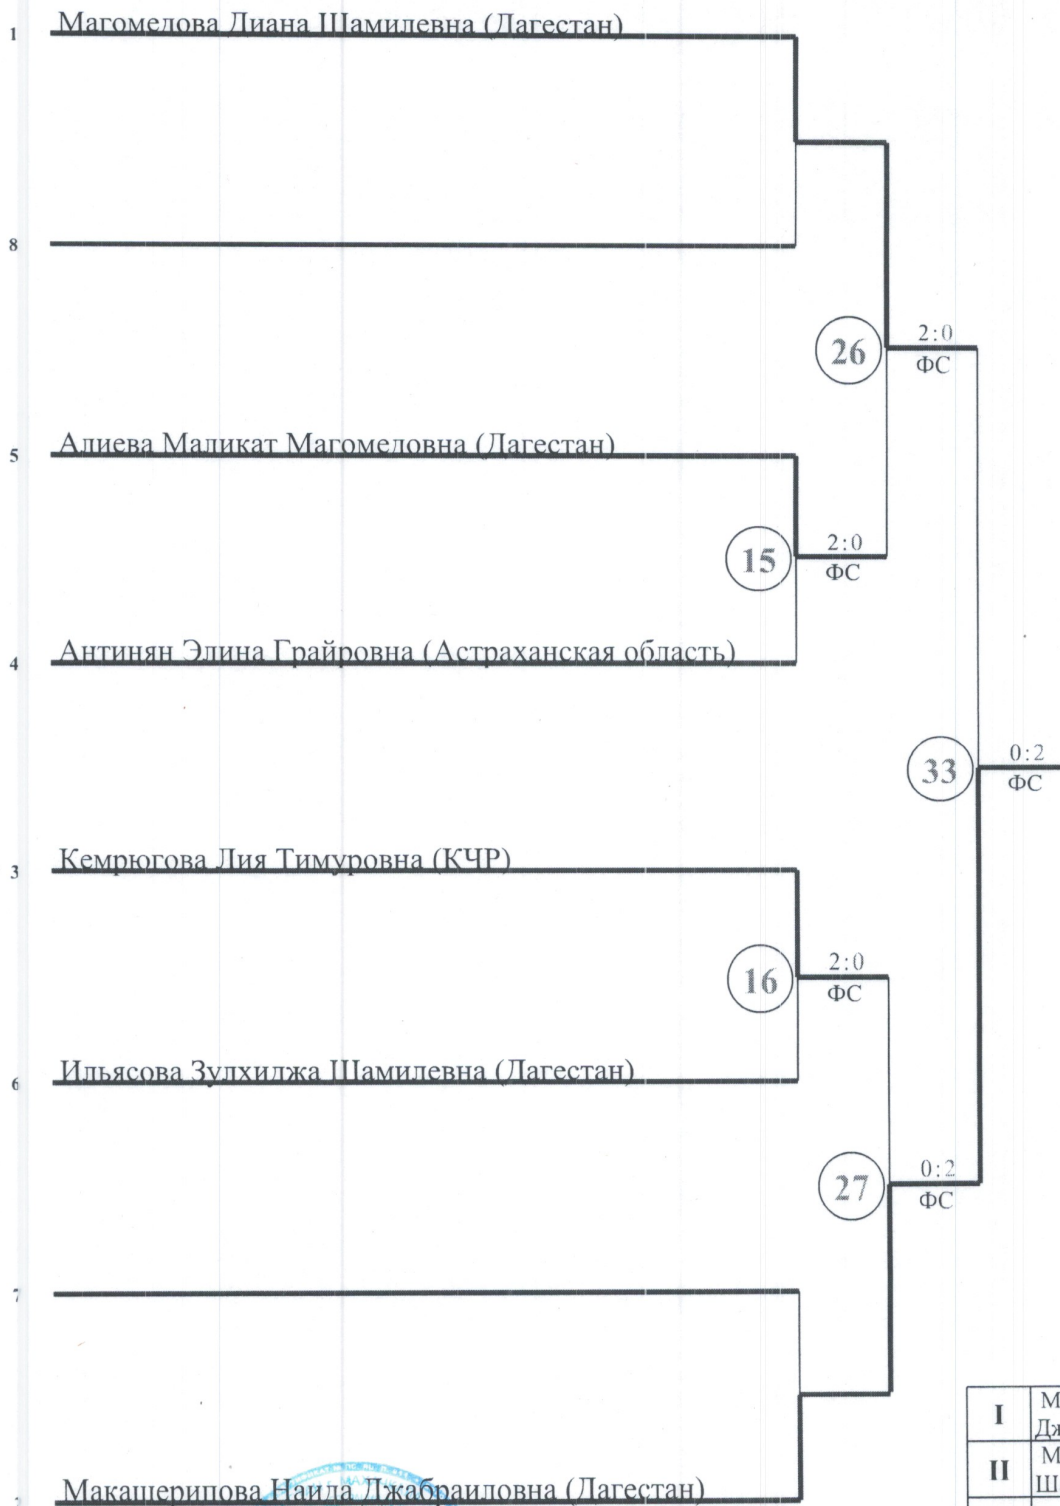 1 Магомедова Диана Шамилевна (Дагестан)
8
26 2:0
ФС
5 Алиева Маликат Магомедовна (Дагестан)
15 2:0
ФС
4 Антинян Элина Грайровна (Астраханская область)
33 0:2
ФС
3 Кемрюгова Лия Тимуровна (КЧР)
16 2:0
ФС
6 Ильясова Зулхиджа Шамилевна (Дагестан)
27 0:2
ФС
7
I
II
Макашерипова Наида Джабраиловна (Дагестан)